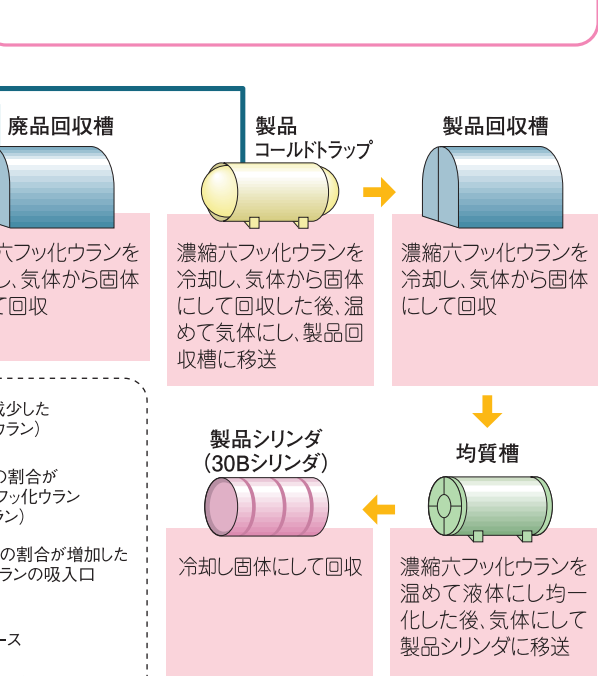 廃品回収槽
六フッ化ウランを
し、気体から固体
て回収
製品
コールドトラップ
濃縮六フッ化ウランを
冷却し、気体から固体
にして回収した後、温
めて気体にし、製品回
収槽に移送
製品回収槽
濃縮六フッ化ウランを
冷却し、気体から固体
にして回収
減少した
ウラン）
の割合が
フッ化ウラン
ラン）
の割合が増加した
ランの吸入口
ース
製品シリンダ
（30Bシリンダ）
冷却し固体にして回収
均質槽
濃縮六フッ化ウランを
温めて液体にし均一
化した後、気体にして
製品シリンダに移送